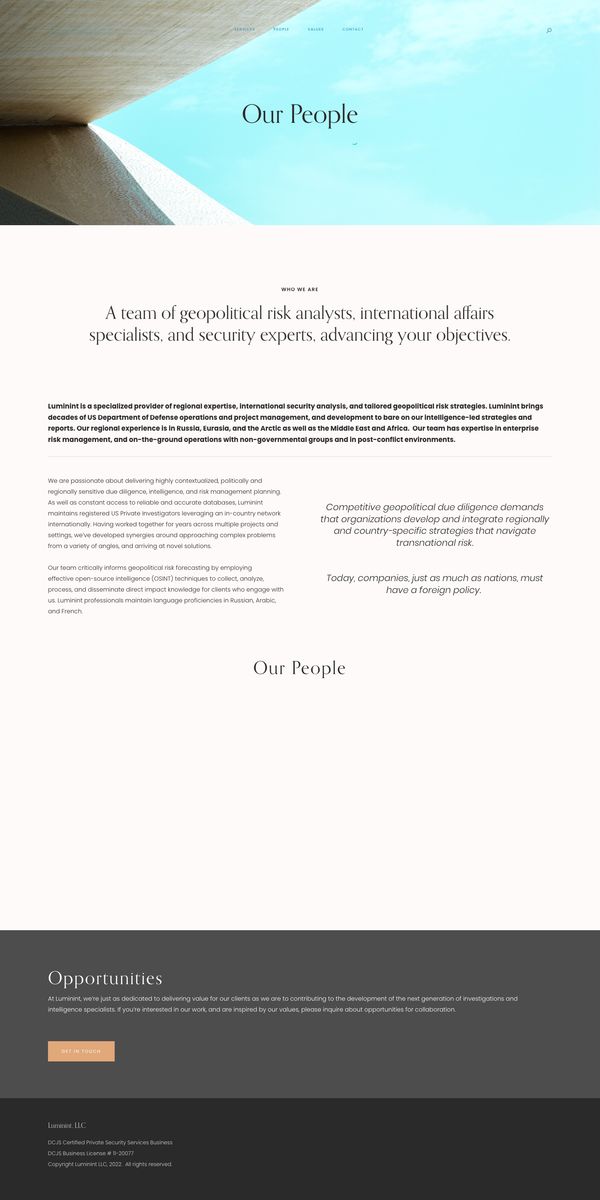 SERVICES PEOPLE VALUES CONTACT
Our People
WHO WE ARE
A team of geopolitical risk analysts, international affairs
specialists, and security experts, advancing your objectives.
Luminint is a specialized provider of regional expertise, international security analysis, and tailored geopolitical risk strategies. Luminint brings
decades of US Department of Defense operations and project management, and development to bare on our intelligence-led strategies and
reports. Our regional experience is in Russia, Eurasia, and the Arctic as well as the Middle East and Africa.  Our team has expertise in enterprise
risk management, and on-the-ground operations with non-governmental groups and in post-conflict environments.
We are passionate about delivering highly contextualized, politically and
regionally sensitive due diligence, intelligence, and risk management planning.
As well as constant access to reliable and accurate databases, Luminint
maintains registered US Private Investigators leveraging an in-country network
internationally. Having worked together for years across multiple projects and
settings, we've developed synergies around approaching complex problems
from a variety of angles, and arriving at novel solutions.
Our team critically informs geopolitical risk forecasting by employing
effective open-source intelligence (OSINT) techniques to collect, analyze,
process, and disseminate direct impact knowledge for clients who engage with
us. Luminint professionals maintain language proficiencies in Russian, Arabic,
and French.
Competitive geopolitical due diligence demands
that organizations develop and integrate regionally
and country-specific strategies that navigate
transnational risk.
Today, companies, just as much as nations, must
have a foreign policy.
Our People
Opportunities
At Luminint, we're just as dedicated to delivering value for our clients as we are to contributing to the development of the next generation of investigations and
intelligence specialists. If you're interested in our work, and are inspired by our values, please inquire about opportunities for collaboration.
GET IN TOUCH
Luminint, LLC
DCJS Certified Private Security Services Business
DCJS Business License # 11-20077
Copyright Luminint LLC, 2022.  All rights reserved.